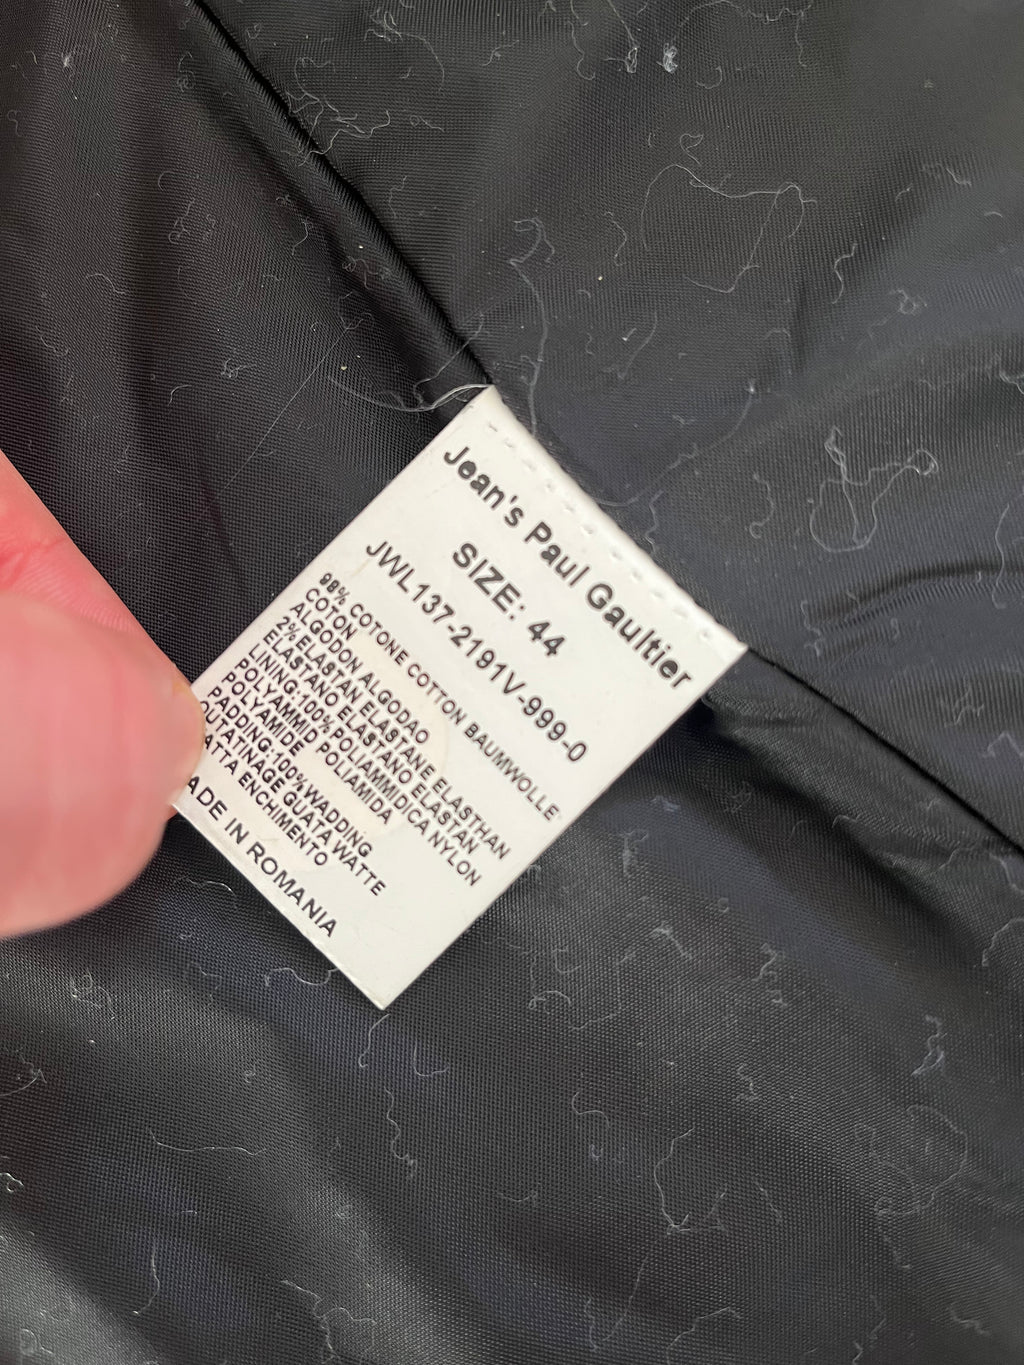 Jean's Paul Gaultier
SIZE: 44
JWL137-2191V-999-0
98% COTONE COTTON BAUMWOLLE
COTON
ALGODON ALGODAO
2% ELASTAN ELASTANE ELASTHAN
ELASTANO ELASTANO ELASTAN
LINING:100% POLIAMMIDICA NYLON
POLYAMMID POLIAMIDA
POLYAMIDE
PADDING:100%WADDING
OUTATINAGE GUATA WATTE
ATTA ENCHIMENTO
ADE IN ROMANIA